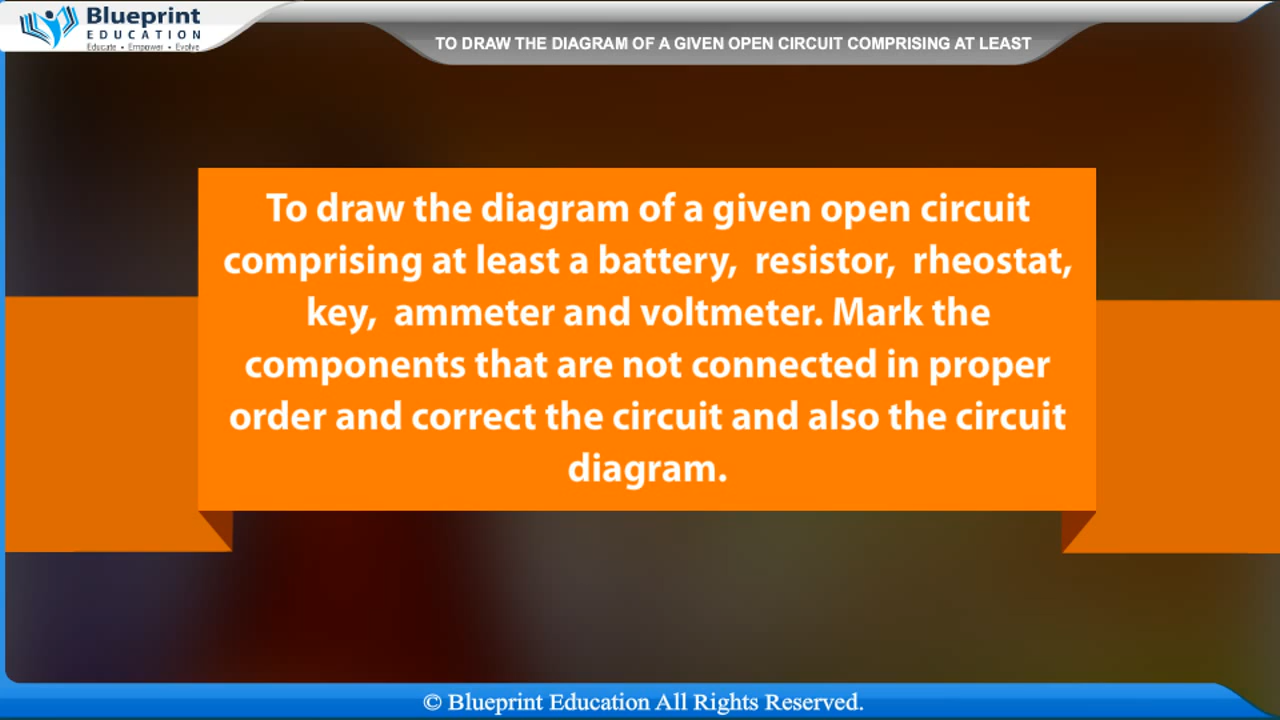 Blueprint
EDUCATION
Educate • Empower • Evolve
TO DRAW THE DIAGRAM OF A GIVEN OPEN CIRCUIT COMPRISING AT LEAST
To draw the diagram of a given open circuit
comprising at least a battery, resistor, rheostat,
key, ammeter and voltmeter. Mark the
components that are not connected in proper
order and correct the circuit and also the circuit
diagram.
© Blueprint Education All Rights Reserved.